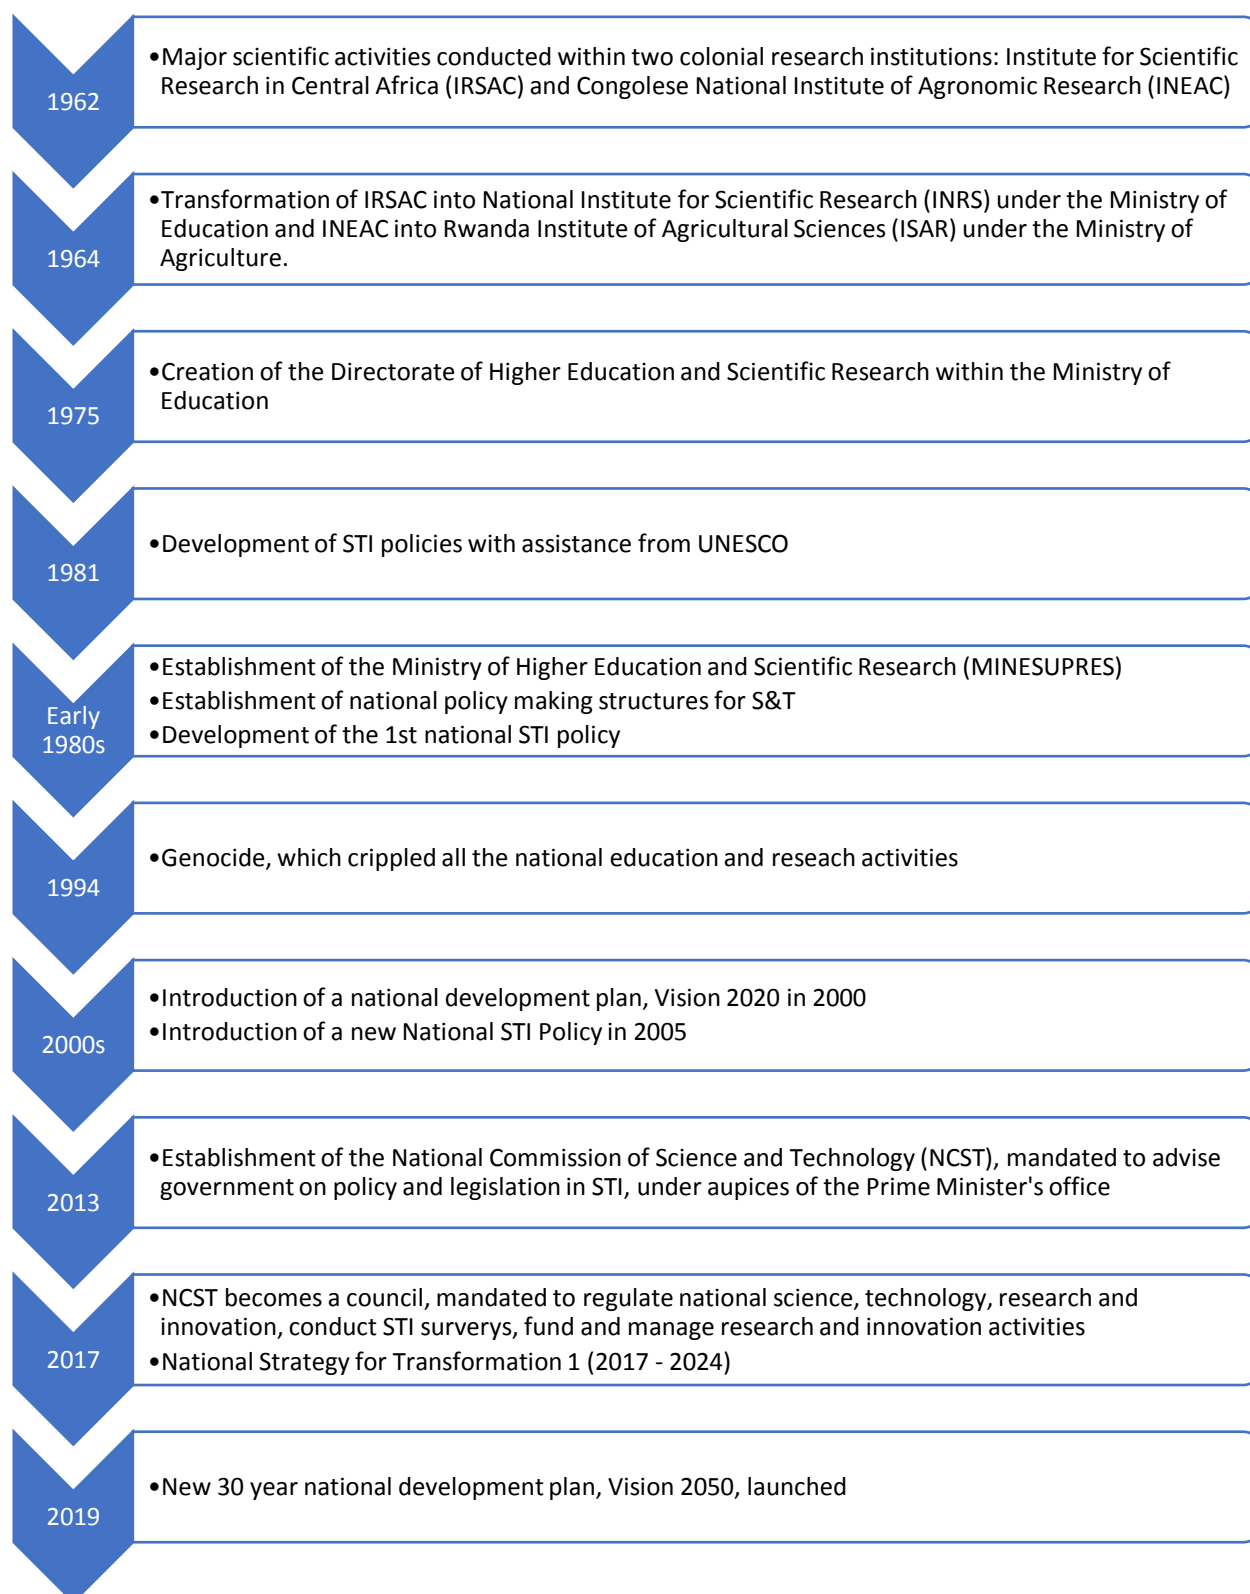 1962
•Major scientific activities conducted within two colonial research institutions: Institute for Scientific
Research in Central Africa (IRSAC) and Congolese National Institute of Agronomic Research (INEAC)
1964
•Transformation of IRSAC into National Institute for Scientific Research (INRS) under the Ministry of
Education and INEAC into Rwanda Institute of Agricultural Sciences (ISAR) under the Ministry of
Agriculture.
1975
•Creation of the Directorate of Higher Education and Scientific Research within the Ministry of
Education
1981
•Development of STI policies with assistance from UNESCO
Early
1980s
•Establishment of the Ministry of Higher Education and Scientific Research (MINESUPRES)
•Establishment of national policy making structures for S&T
•Development of the 1st national STI policy
1994
•Genocide, which crippled all the national education and reseach activities
2000s
•Introduction of a national development plan, Vision 2020 in 2000
•Introduction of a new National STI Policy in 2005
2013
•Establishment of the National Commission of Science and Technology (NCST), mandated to advise
government on policy and legislation in STI, under aupices of the Prime Minister's office
2017
•NCST becomes a council, mandated to regulate national science, technology, research and
innovation, conduct STI surverys, fund and manage research and innovation activities
•National Strategy for Transformation 1 (2017 - 2024)
2019
•New 30 year national development plan, Vision 2050, launched